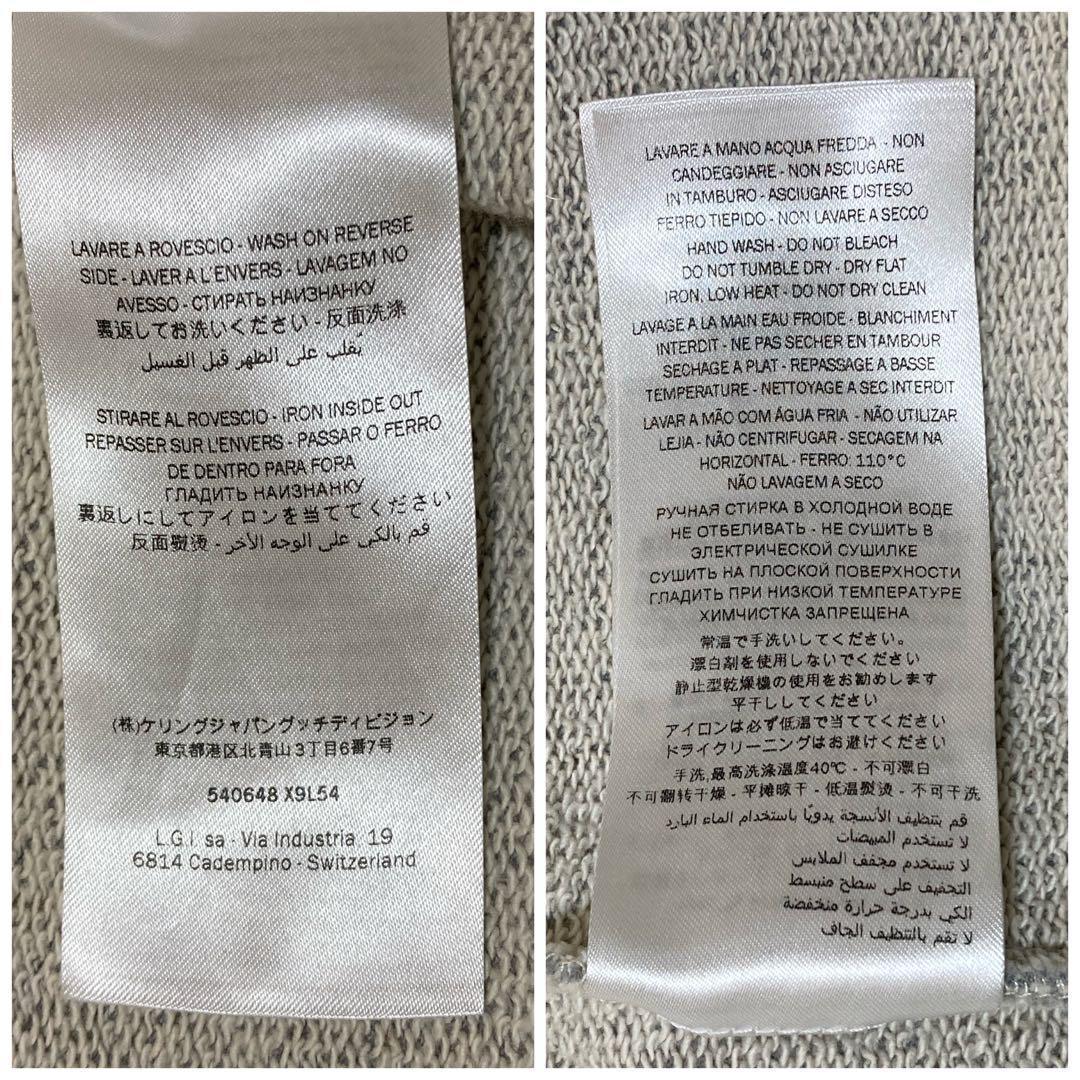 LAVARE A ROVESCIO - WASH ON REVERSE
SIDE - LAVER A L'ENVERS - LAVAGEM NO
AVESSO - СТИРАТЬ НАИЗНАНКУ
裏返してお洗いください - 反面洗涤
يُقلب على الظهر قبل الغسيل
STIRARE AL ROVESCIO - IRON INSIDE OUT
REPASSER SUR L'ENVERS - PASSAR O FERRO
DE DENTRO PARA FORA
ГЛАДИТЬ НАИЗНАНКУ
裏返しにしてアイロンを当ててください
反面熨烫 - قم بالكي على الوجه الآخر
(株)ケリングジャパングッチディビジョン
東京都港区北青山3丁目6番7号
540648 X9L54
L.G.I sa - Via Industria 19
6814 Cadempino - Switzerland
LAVARE A MANO ACQUA FREDDA - NON
CANDEGGIARE - NON ASCIUGARE
IN TAMBURO - ASCIUGARE DISTESO
FERRO TIEPIDO - NON LAVARE A SECCO
HAND WASH - DO NOT BLEACH
DO NOT TUMBLE DRY - DRY FLAT
IRON, LOW HEAT - DO NOT DRY CLEAN
LAVAGE A LA MAIN EAU FROIDE - BLANCHIMENT
INTERDIT - NE PAS SECHER EN TAMBOUR
SECHAGE A PLAT - REPASSAGE A BASSE
TEMPERATURE - NETTOYAGE A SEC INTERDIT
LAVAR A MÃO COM ÁGUA FRIA - NÃO UTILIZAR
LEJIA - NÃO CENTRIFUGAR - SECAGEM NA
HORIZONTAL - FERRO: 110°C
NÃO LAVAGEM A SECO
РУЧНАЯ СТИРКА В ХОЛОДНОЙ ВОДЕ
НЕ ОТБЕЛИВАТЬ - НЕ СУШИТЬ В
ЭЛЕКТРИЧЕСКОЙ СУШИЛКЕ
СУШИТЬ НА ПЛОСКОЙ ПОВЕРХНОСТИ
ГЛАДИТЬ ПРИ НИЗКОЙ ТЕМПЕРАТУРЕ
ХИМЧИСТКА ЗАПРЕЩЕНА
常温で手洗いしてください。
漂白剤を使用しないでください
静止型乾燥機の使用をお勧めします
平干ししてください
アイロンは必ず低温で当ててください
ドライクリーニングはお避けください
手洗,最高洗涤温度40℃ - 不可漂白
不可翻转干燥 - 平摊晾干 - 低温熨烫 - 不可干洗
قم بتنظيف الأنسجة يدويًا باستخدام الماء البارد
لا تستخدم المبيضات
لا تستخدم مجفف الملابس
التجفيف على سطح منبسط
الكي بدرجة حرارة منخفضة
لا تقم بالتنظيف الجاف